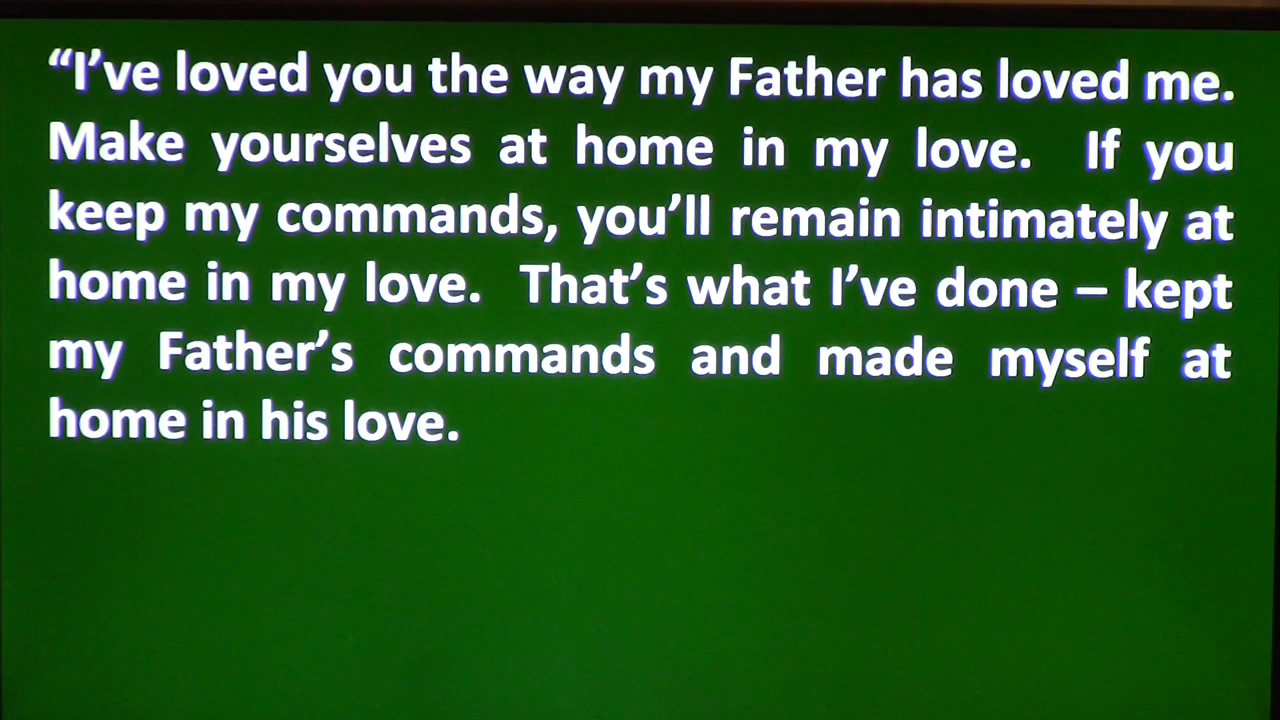 “I’ve loved you the way my Father has loved me.
Make yourselves at home in my love. If you
keep my commands, you’ll remain intimately at
home in my love. That’s what I’ve done – kept
my Father’s commands and made myself at
home in his love.